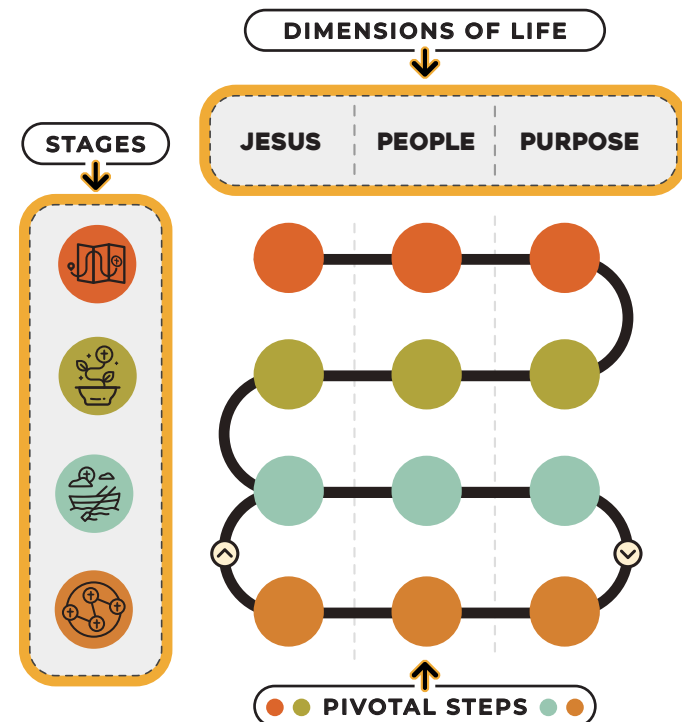 DIMENSIONS OF LIFE
JESUS PEOPLE PURPOSE
STAGES
PIVOTAL STEPS